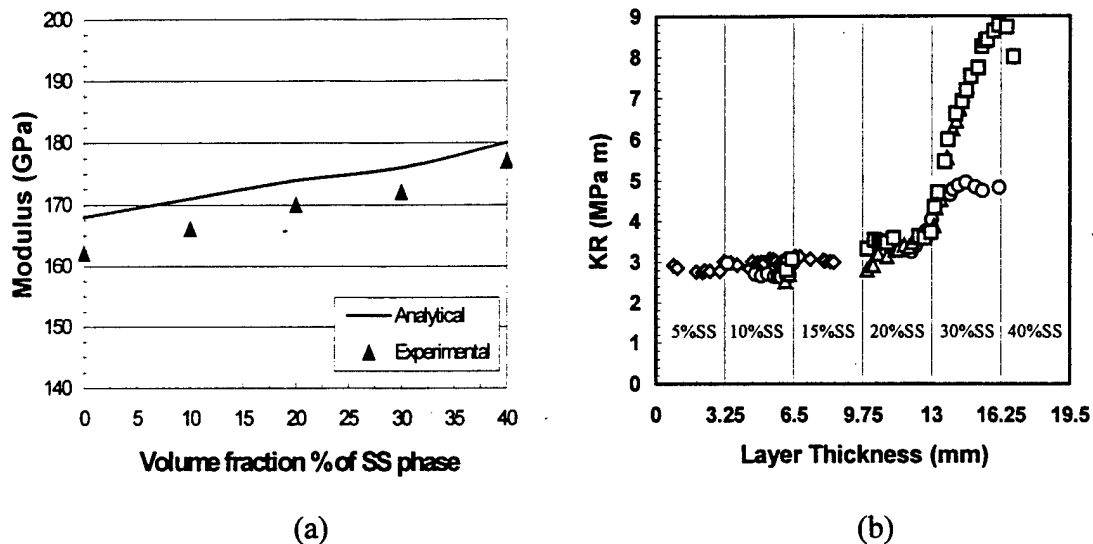 200
190
180
170
160
150
140
Modulus (GPa)
Analytical
Experimental
0 5 10 15 20 25 30 35 40
Volume fraction % of SS phase
(a)
9
8
7
6
5
4
3
2
1
0
KR (MPa m)
5%SS 10%SS 15%SS 20%SS 30%SS 40%SS
0 3.25 6.5 9.75 13 16.25 19.5
Layer Thickness (mm)
(b)